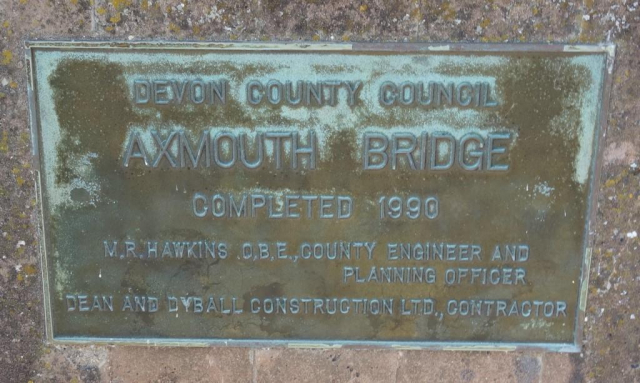 DEVON COUNTY COUNCIL
AXMOUTH BRIDGE
COMPLETED 1990
M.R. HAWKINS O.B.E., COUNTY ENGINEER AND
PLANNING OFFICER
DEAN AND DYBALL CONSTRUCTION LTD., CONTRACTOR